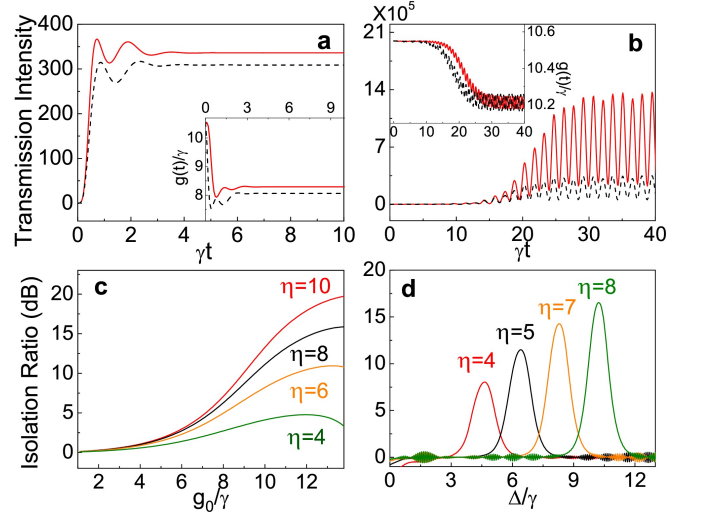 400
300
200
100
0
Transmission Intensity
a
0 3 6 9
10
9
8
g(t)/γ
0 2 4 6 8 10
γt
X10⁵
21
14
7
0
b
10.6
10.4
10.2
g(t)/γ
0 10 20 30 40
0 10 20 30 40
γt
20
15
10
5
0
Isolation Ratio (dB)
c
η=10
η=8
η=6
η=4
2 4 6 8 10 12
g₀/γ
20
15
10
5
0
d
η=8
η=7
η=5
η=4
0 3 6 9 12
Δ/γ